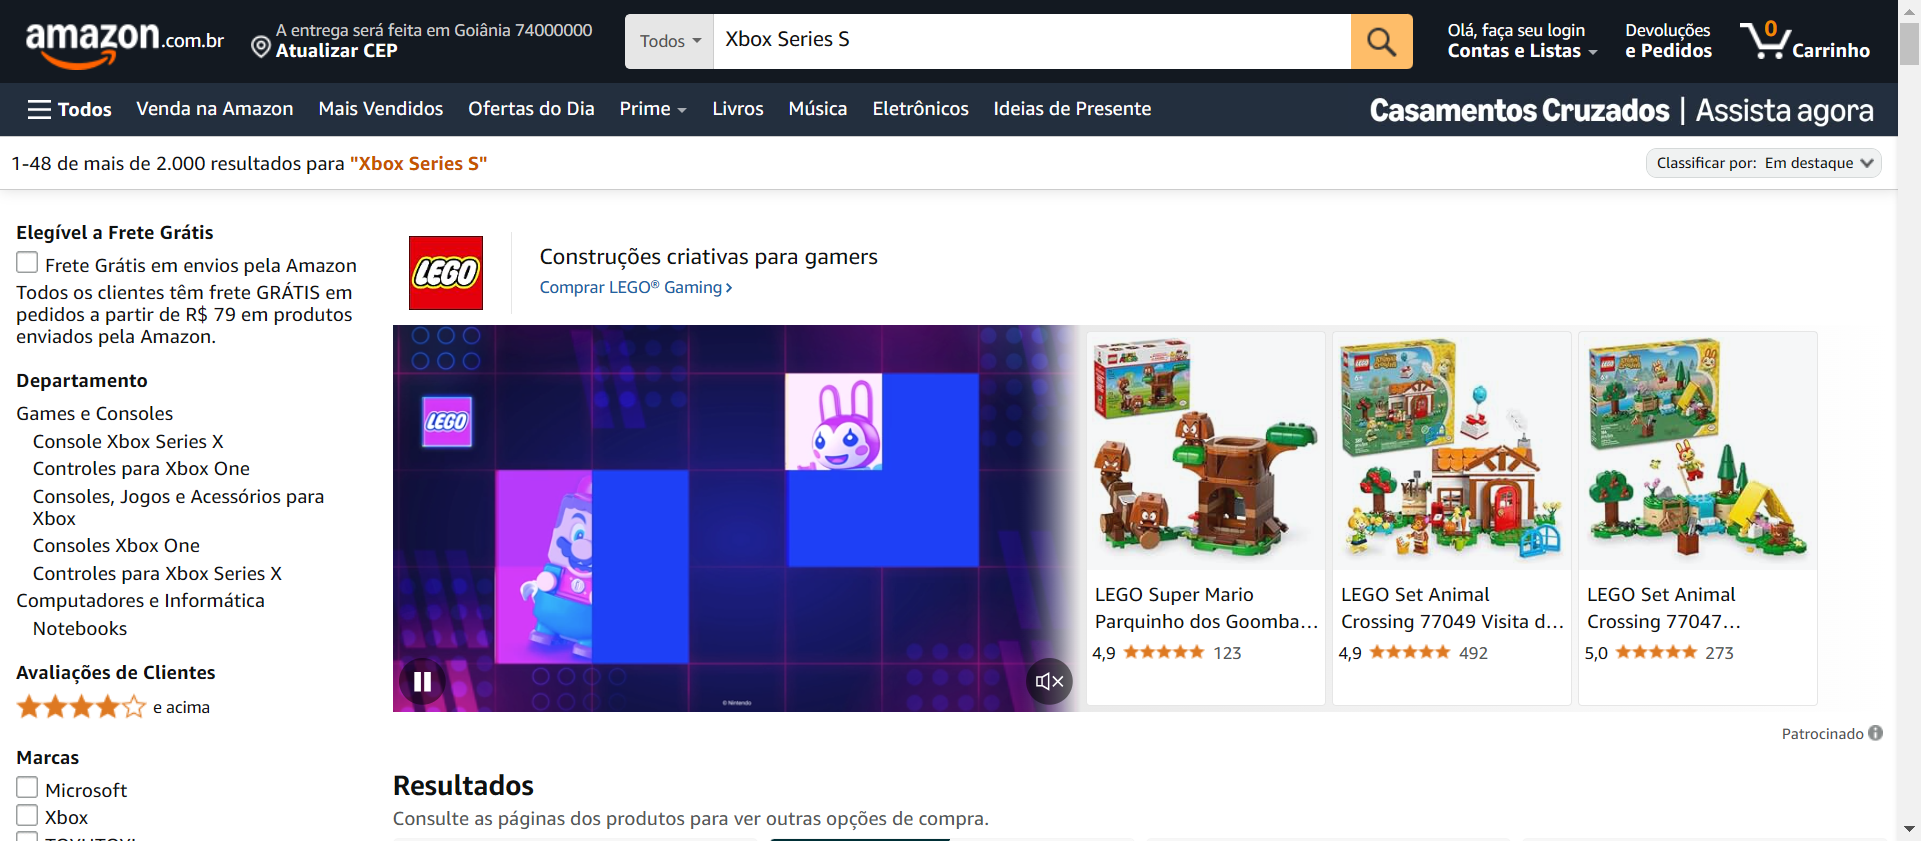 amazon.com.br
A entrega será feita em Goiânia 74000000
Atualizar CEP
Todos
Xbox Series S
Olá, faça seu login
Contas e Listas
Devoluções
e Pedidos
0
Carrinho
Todos
Venda na Amazon
Mais Vendidos
Ofertas do Dia
Prime
Livros
Música
Eletrônicos
Ideias de Presente
Casamentos Cruzados | Assista agora
1-48 de mais de 2.000 resultados para "Xbox Series S"
Classificar por: Em destaque
Elegível a Frete Grátis
Frete Grátis em envios pela Amazon
Todos os clientes têm frete GRÁTIS em
pedidos a partir de R$ 79 em produtos
enviados pela Amazon.
Departamento
Games e Consoles
Console Xbox Series X
Controles para Xbox One
Consoles, Jogos e Acessórios para
Xbox
Consoles Xbox One
Controles para Xbox Series X
Computadores e Informática
Notebooks
Avaliações de Clientes
e acima
Marcas
Microsoft
Xbox
LEGO
Construções criativas para gamers
Comprar LEGO® Gaming ›
LEGO
© Nintendo
LEGO Super Mario
Parquinho dos Goomba...
4,9 123
LEGO Set Animal
Crossing 77049 Visita d...
4,9 492
LEGO Set Animal
Crossing 77047...
5,0 273
Patrocinado
Resultados
Consulte as páginas dos produtos para ver outras opções de compra.